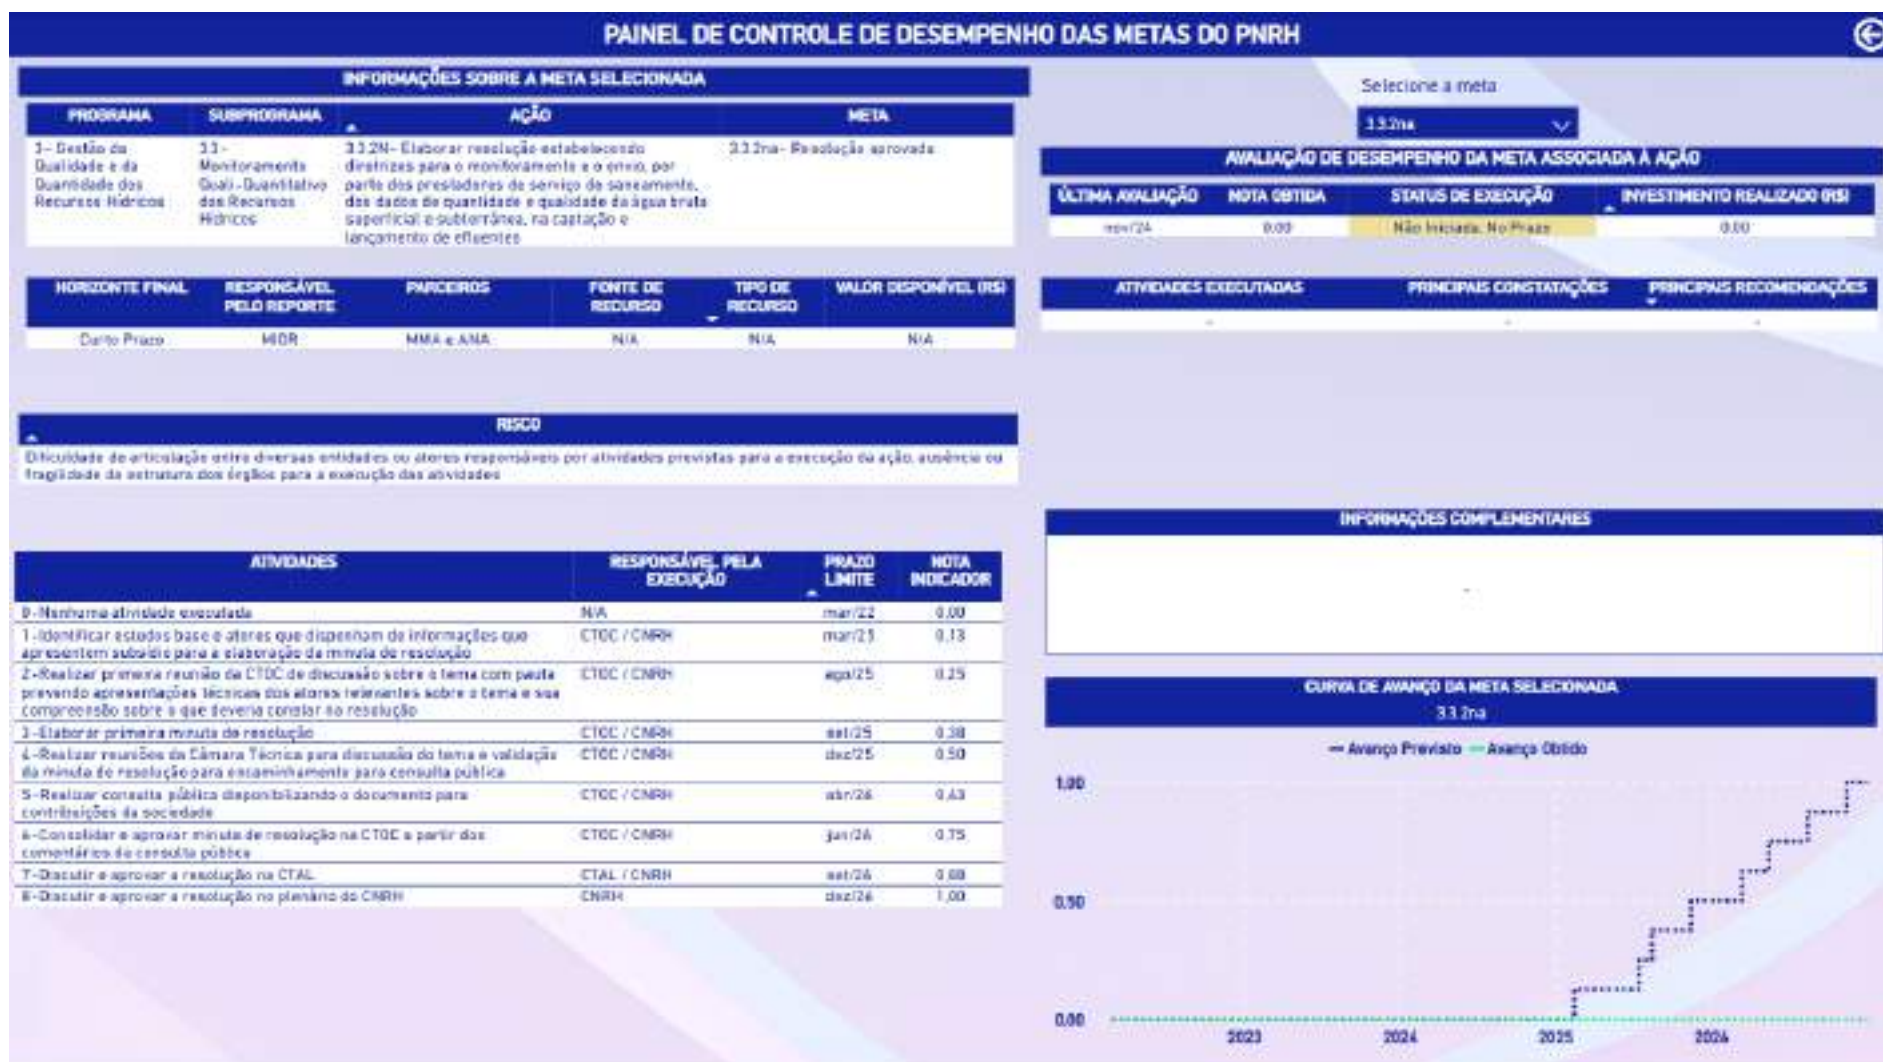 PAINEL DE CONTROLE DE DESEMPENHO DAS METAS DO PNRH
INFORMAÇÕES SOBRE A META SELECIONADA
PROGRAMA SUBPROGRAMA AÇÃO META
3- Gestão da Qualidade e da Quantidade dos Recursos Hídricos
3.3- Monitoramento Quali-Quantitativo dos Recursos Hídricos
3.3.2N- Elaborar resolução estabelecendo
diretrizes para o monitoramento e o envio, por
parte dos prestadores de serviço de saneamento,
dos dados de quantidade e qualidade da água bruta
superficial e subterrânea, na captação e
lançamento de efluentes
3.3.2na- Resolução aprovada
HORIZONTE FINAL RESPONSÁVEL PELO REPORTE PARCEIROS FONTE DE RECURSO TIPO DE RECURSO VALOR DISPONÍVEL (R$)
Curto Prazo MIDR MMA e ANA N/A N/A N/A
RISCO
Dificuldade de articulação entre diversas entidades ou atores responsáveis por atividades previstas para a execução da ação, ausência ou
fragilidade da estrutura dos órgãos para a execução das atividades
ATIVIDADES RESPONSÁVEL PELA EXECUÇÃO PRAZO LIMITE NOTA INDICADOR
0-Nenhuma atividade executada N/A mar/22 0,00
1-Identificar estudos base e atores que disponham de informações que CTOC / CNRH mar/25 0,13
apresentem subsídio para a elaboração da minuta de resolução
2-Realizar primeira reunião da CTOC de discussão sobre o tema com pauta CTOC / CNRH ago/25 0,25
prevendo apresentações técnicas dos atores relevantes sobre o tema e sua
compreensão sobre o que deveria constar na resolução
3-Elaborar primeira minuta de resolução CTOC / CNRH set/25 0,38
4-Realizar reuniões da Câmara Técnica para discussão do tema e validação CTOC / CNRH dez/25 0,50
da minuta de resolução para encaminhamento para consulta pública
5-Realizar consulta pública disponibilizando o documento para CTOC / CNRH abr/26 0,63
contribuições da sociedade
6-Consolidar e aprovar minuta de resolução na CTOC a partir dos CTOC / CNRH jun/26 0,75
comentários da consulta pública
7-Discutir e aprovar a resolução na CTAL CTAL / CNRH set/26 0,88
8-Discutir e aprovar a resolução no plenário do CNRH CNRH dez/26 1,00
Selecione a meta
3.3.2na
AVALIAÇÃO DE DESEMPENHO DA META ASSOCIADA À AÇÃO
ÚLTIMA AVALIAÇÃO NOTA OBTIDA STATUS DE EXECUÇÃO INVESTIMENTO REALIZADO (R$)
nov/24 0,00 Não Iniciada, No Prazo 0,00
ATIVIDADES EXECUTADAS PRINCIPAIS CONSTATAÇÕES PRINCIPAIS RECOMENDAÇÕES
- - -
INFORMAÇÕES COMPLEMENTARES
-
CURVA DE AVANÇO DA META SELECIONADA
3.3.2na
Avanço Previsto Avanço Obtido
1,00
0,50
0,00
2023 2024 2025 2026